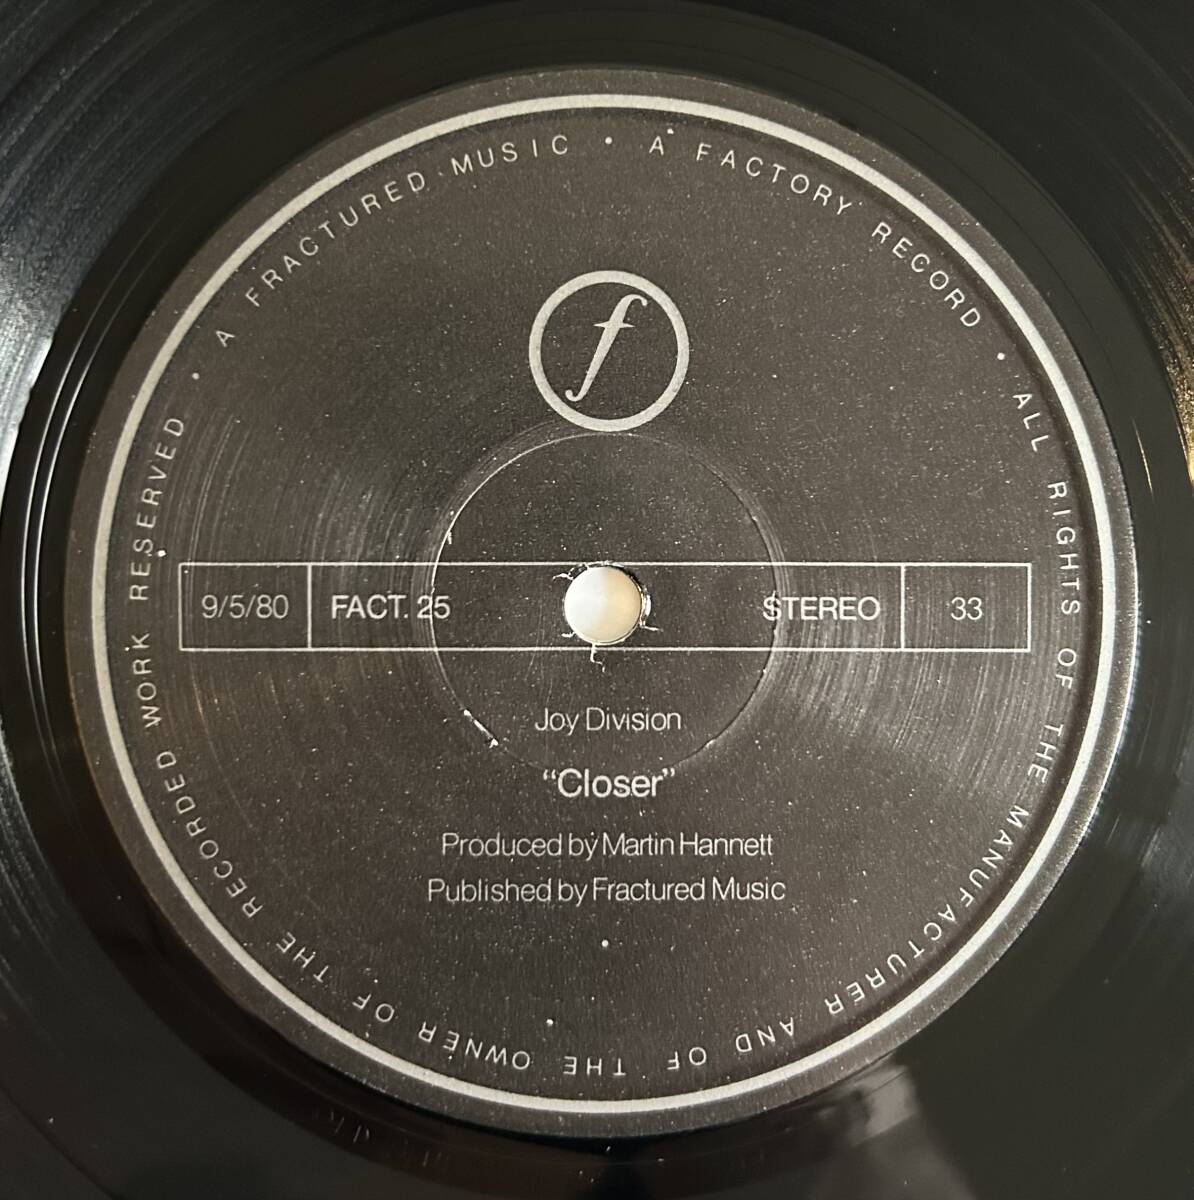 A FRACTURED MUSIC • A FACTORY RECORD • ALL RIGHTS OF THE MANUFACTURER AND OF THE OWNER OF THE RECORDED WORK RESERVED •
f
9/5/80 FACT. 25 STEREO 33
Joy Division
“Closer”
Produced by Martin Hannett
Published by Fractured Music